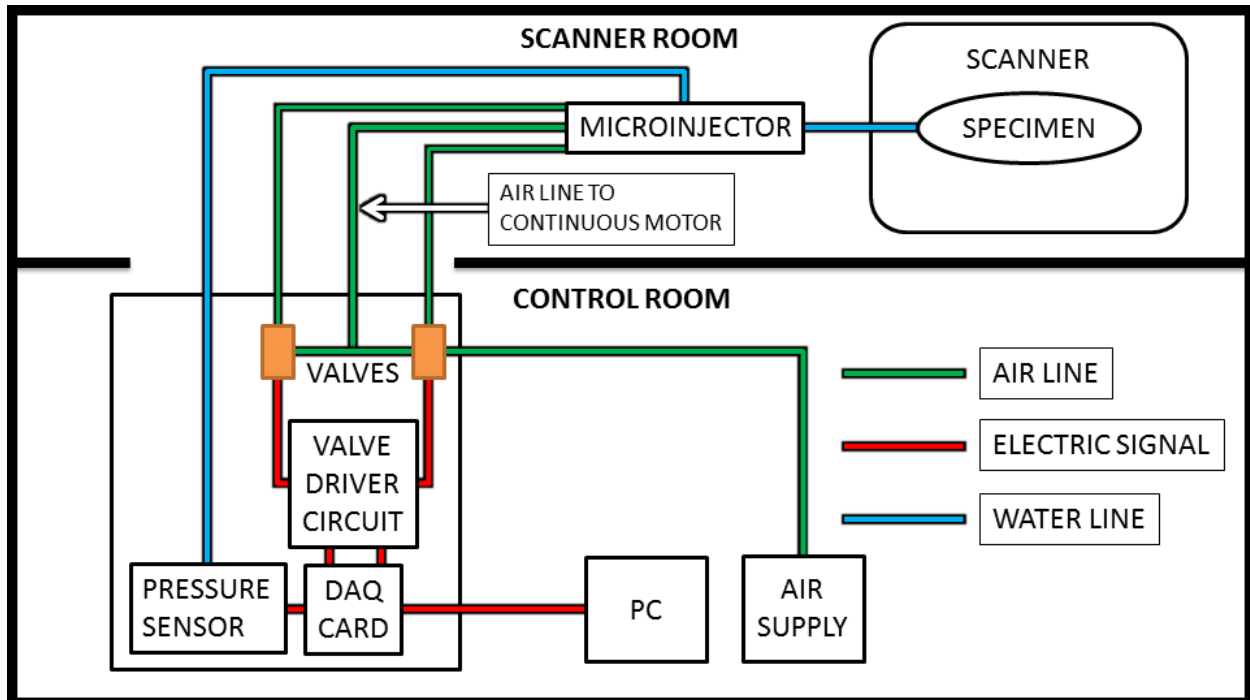 SCANNER ROOM
SCANNER
SPECIMEN
MICROINJECTOR
AIR LINE TO
CONTINUOUS MOTOR
CONTROL ROOM
VALVES
AIR LINE
VALVE
DRIVER
CIRCUIT
ELECTRIC SIGNAL
WATER LINE
PRESSURE
SENSOR
DAQ
CARD
PC
AIR
SUPPLY